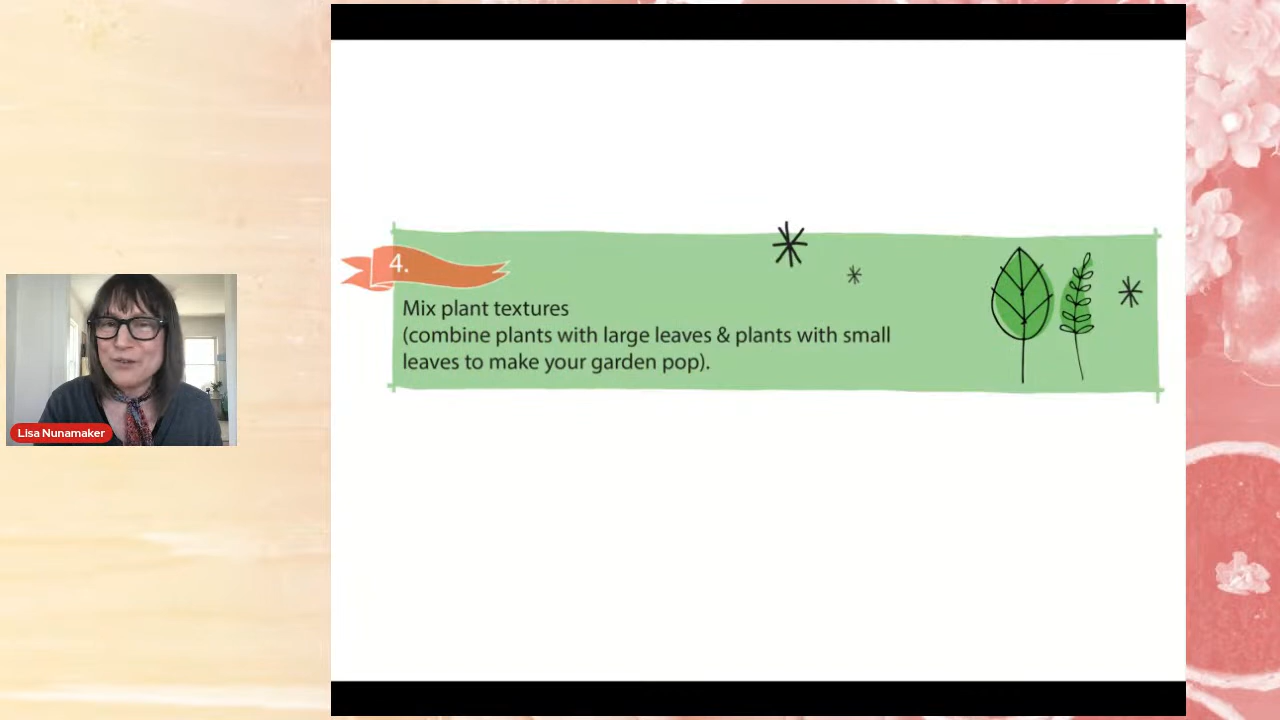 4.
Mix plant textures
(combine plants with large leaves & plants with small
leaves to make your garden pop).
Lisa Nunamaker